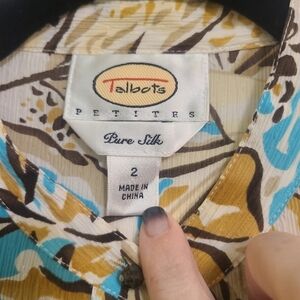 Talbots
PETITES
Pure Silk
2
MADE IN
CHINA